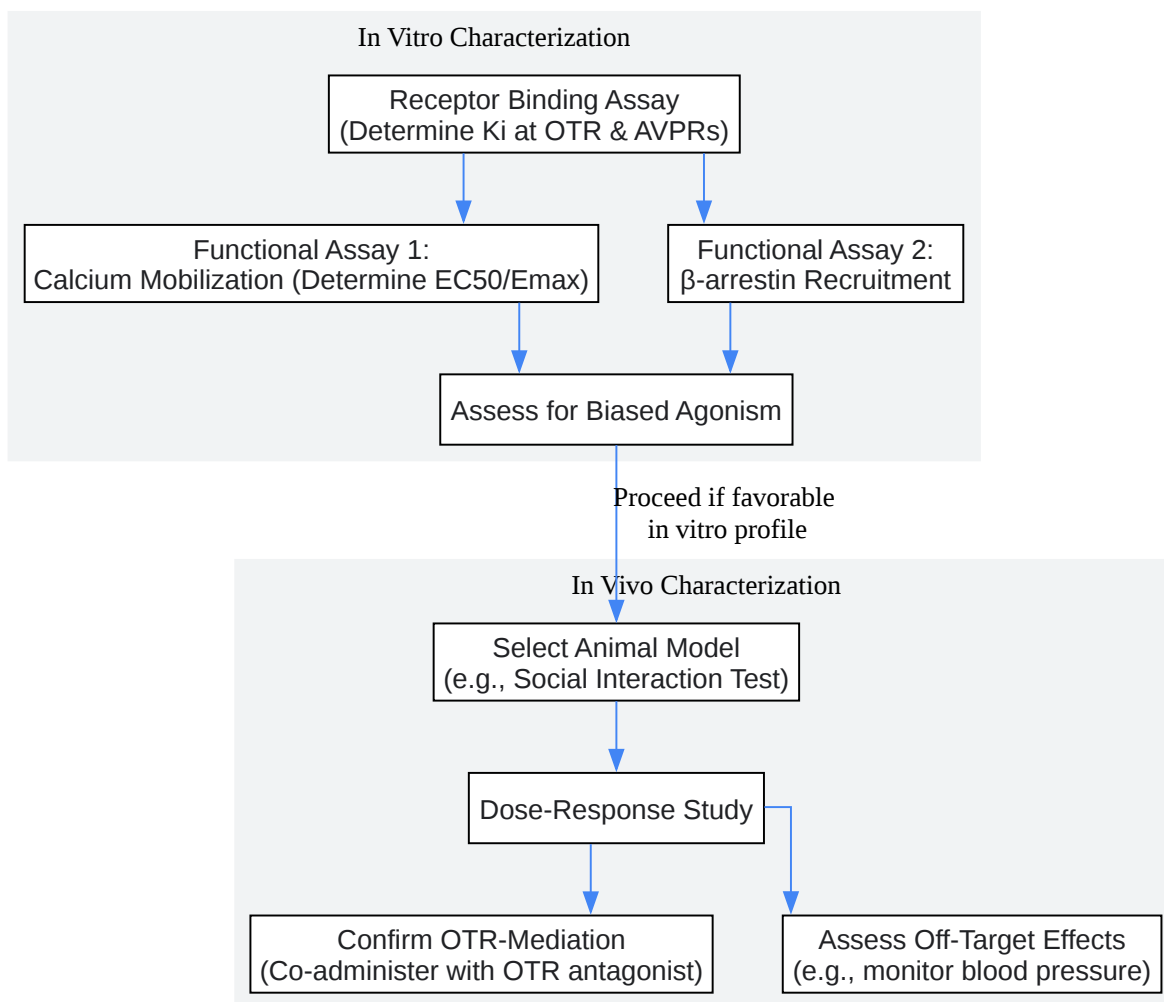 In Vitro Characterization
Receptor Binding Assay
(Determine Ki at OTR & AVPRs)
Functional Assay 1:
Calcium Mobilization (Determine EC50/Emax)
Functional Assay 2:
β-arrestin Recruitment
Assess for Biased Agonism
Proceed if favorable
in vitro profile
In Vivo Characterization
Select Animal Model
(e.g., Social Interaction Test)
Dose-Response Study
Confirm OTR-Mediation
(Co-administer with OTR antagonist)
Assess Off-Target Effects
(e.g., monitor blood pressure)